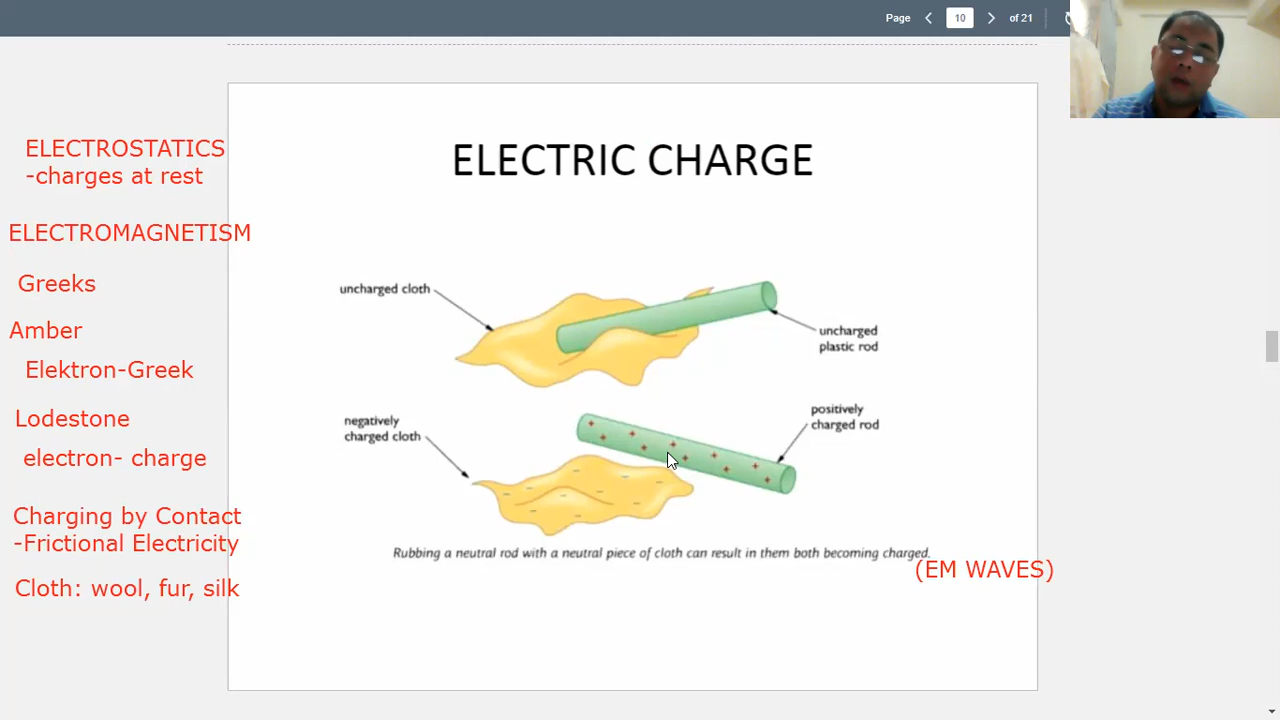 Page 10 of 21
ELECTRIC CHARGE
ELECTROSTATICS
-charges at rest
ELECTROMAGNETISM
Greeks
Amber
Elektron-Greek
Lodestone
electron- charge
Charging by Contact
-Frictional Electricity
Cloth: wool, fur, silk
uncharged cloth
uncharged
plastic rod
negatively
charged cloth
positively
charged rod
Rubbing a neutral rod with a neutral piece of cloth can result in them both becoming charged.
(EM WAVES)